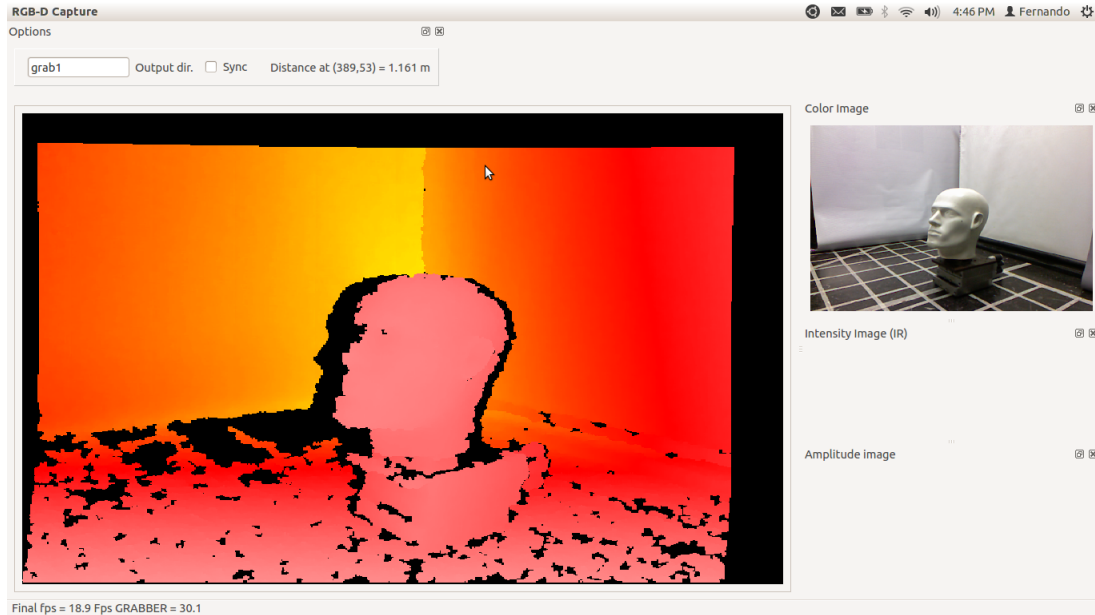 RGB-D Capture
4:46 PM Fernando
Options
grab1 Output dir. Sync Distance at (389,53) = 1.161 m
Color Image
Intensity Image (IR)
Amplitude image
Final fps = 18.9 Fps GRABBER = 30.1